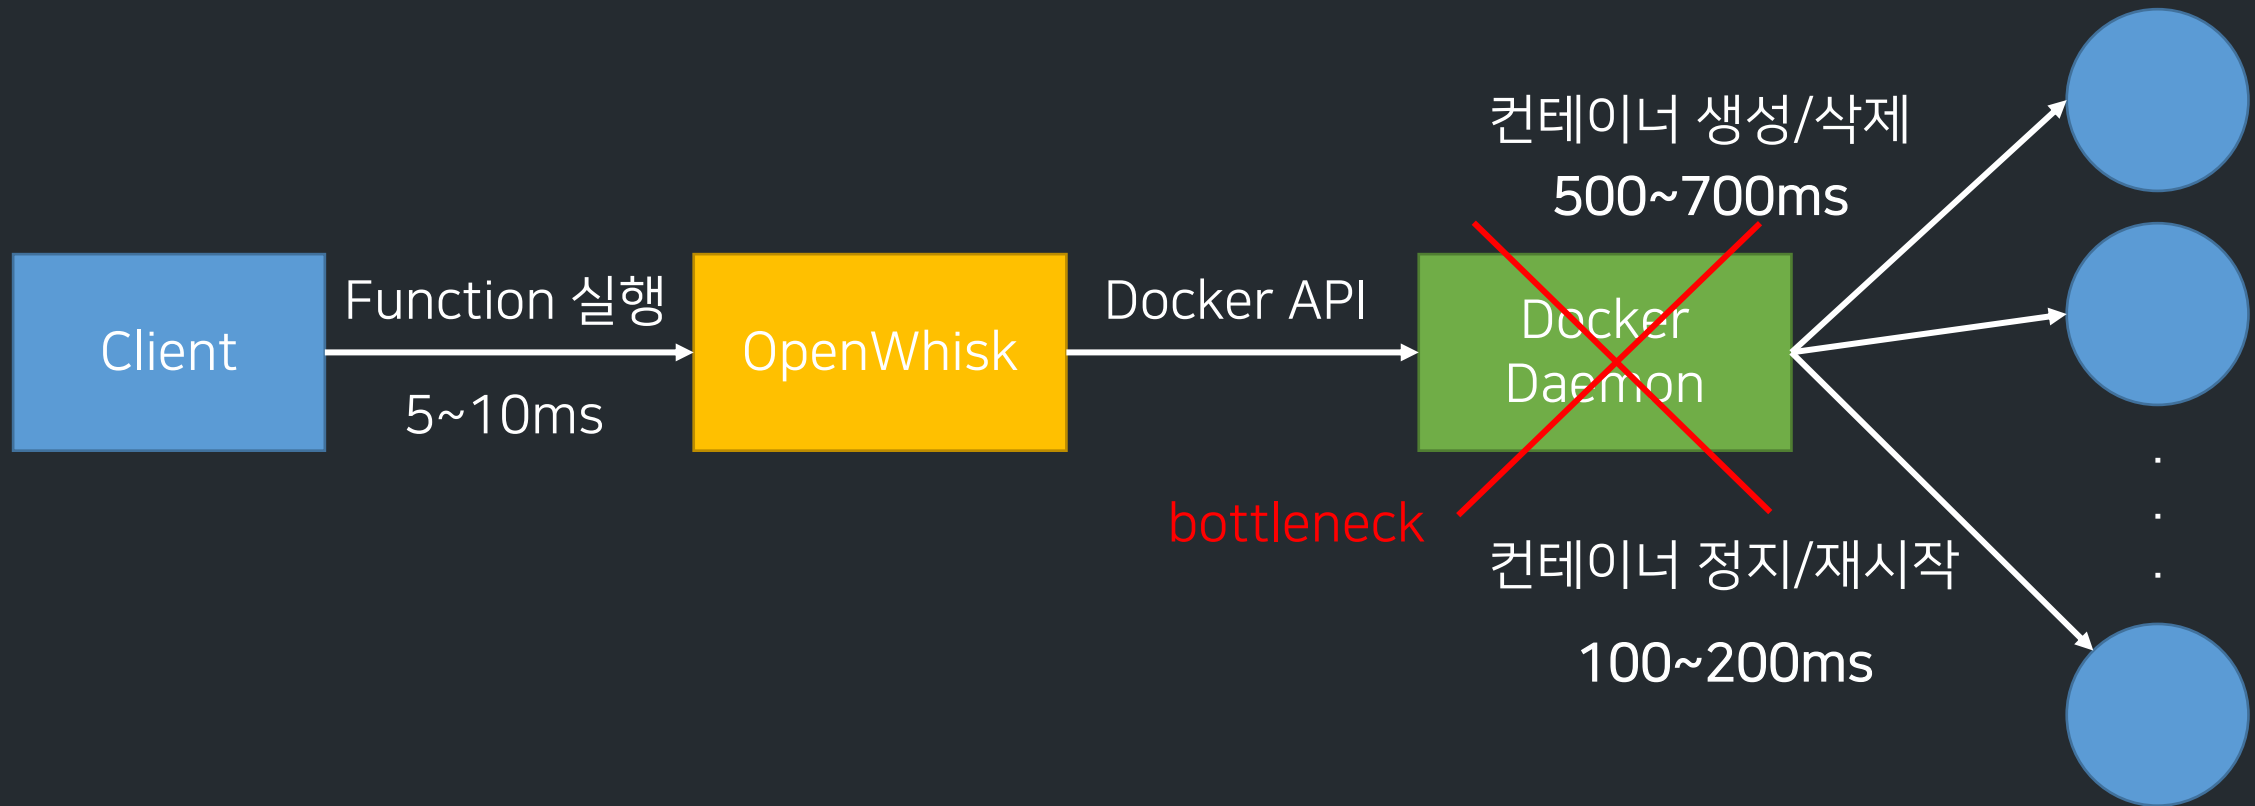 컨테이너 생성/삭제
500~700ms
Client
Function 실행
5~10ms
OpenWhisk
Docker API
Docker
Daemon
bottleneck
컨테이너 정지/재시작
100~200ms
.
.
.